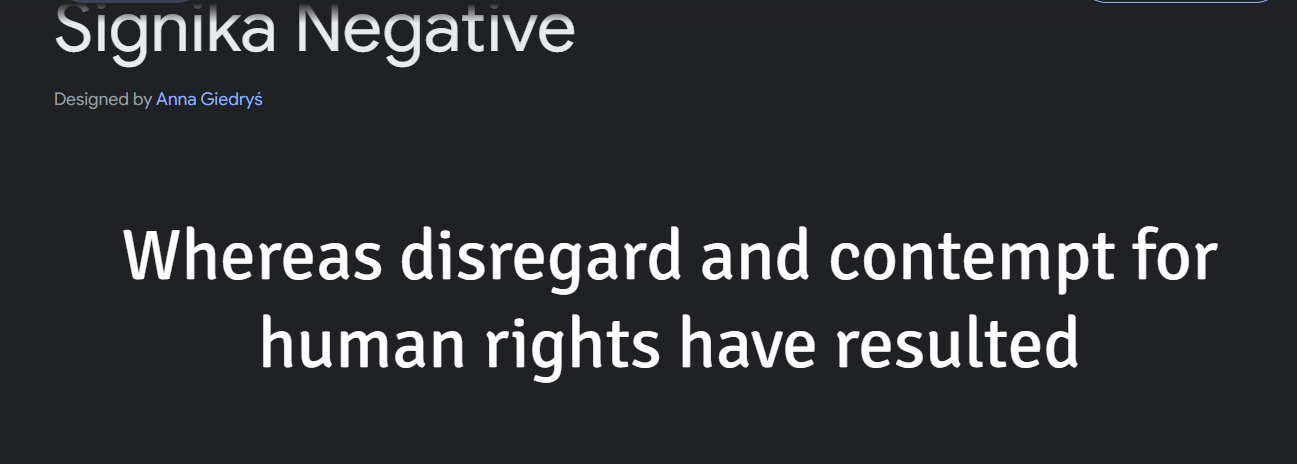 Signika Negative
Designed by Anna Giedryś
Whereas disregard and contempt for
human rights have resulted